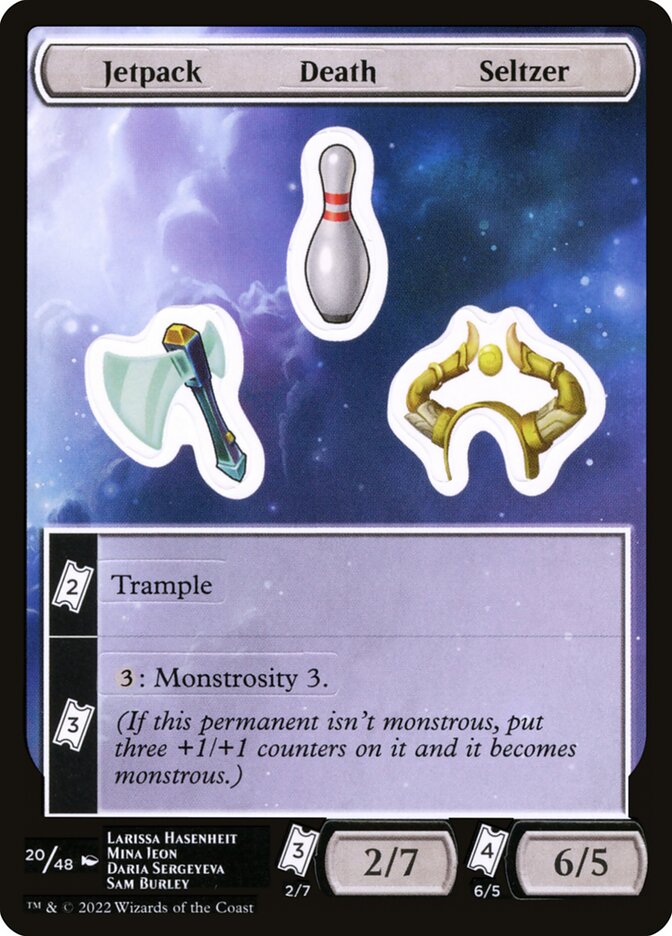 Jetpack Death Seltzer
2 Trample
3 3: Monstrosity 3.
(If this permanent isn't monstrous, put
three +1/+1 counters on it and it becomes
monstrous.)
20/48
Larissa Hasenheit
Mina Jeon
Daria Sergeyeva
Sam Burley
3 2/7 2/7
4 6/5 6/5
™ & © 2022 Wizards of the Coast